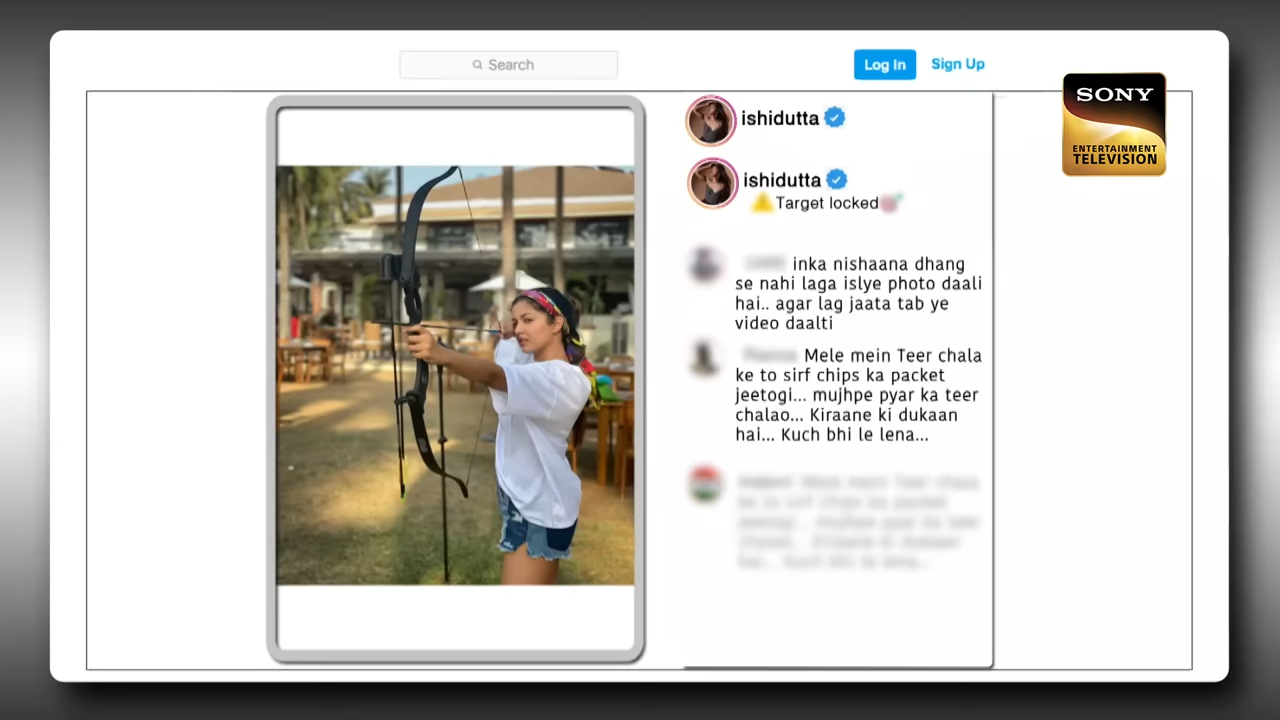 Search
Log In
Sign Up
SONY
ENTERTAINMENT
TELEVISION
ishidutta
ishidutta
⚠️Target locked🎯
inka nishaana dhang
se nahi laga islye photo daali
hai.. agar lag jaata tab ye
video daalti
Mele mein Teer chala
ke to sirf chips ka packet
jeetogi... mujhpe pyar ka teer
chalao... Kiraane ki dukaan
hai... Kuch bhi le lena...